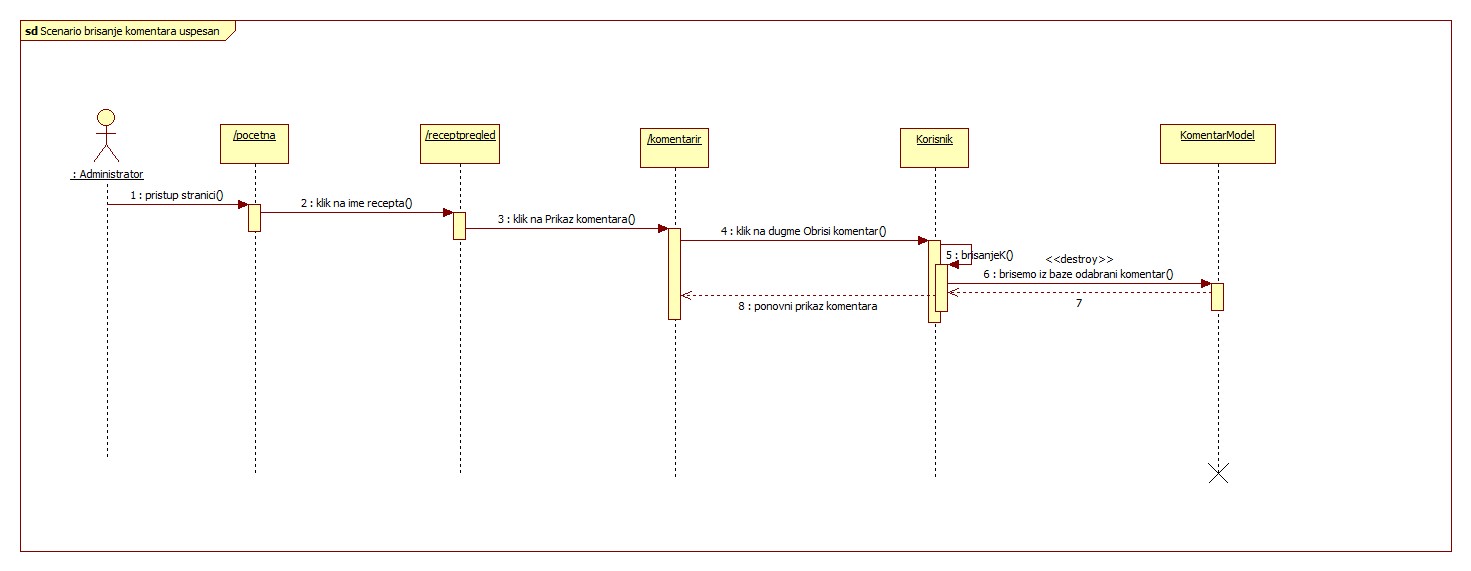 sd Scenario brisanje komentara uspesan
/pocetna
/receptpregled
/komentarir
Korisnik
KomentarModel
: Administrator
1 : pristup stranici()
2 : klik na ime recepta()
3 : klik na Prikaz komentara()
4 : klik na dugme Obrisi komentar()
5 : brisanjeK()
<<destroy>>
6 : brisemo iz baze odabrani komentar()
7
8 : ponovni prikaz komentara